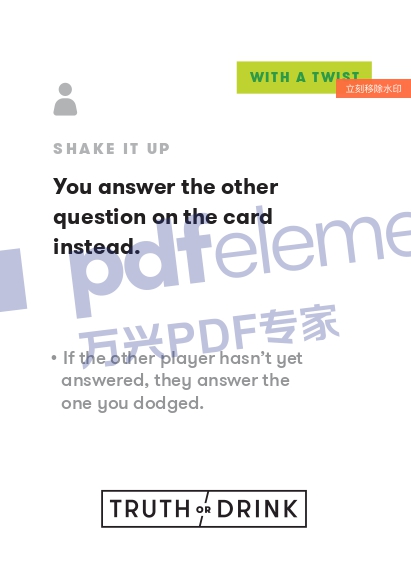 WITH A TWIST
立刻移除水印
SHAKE IT UP
You answer the other
question on the card
instead.
pdfeleme
万兴PDF专家
• If the other player hasn’t yet
answered, they answer the
one you dodged.
TRUTH OR DRINK